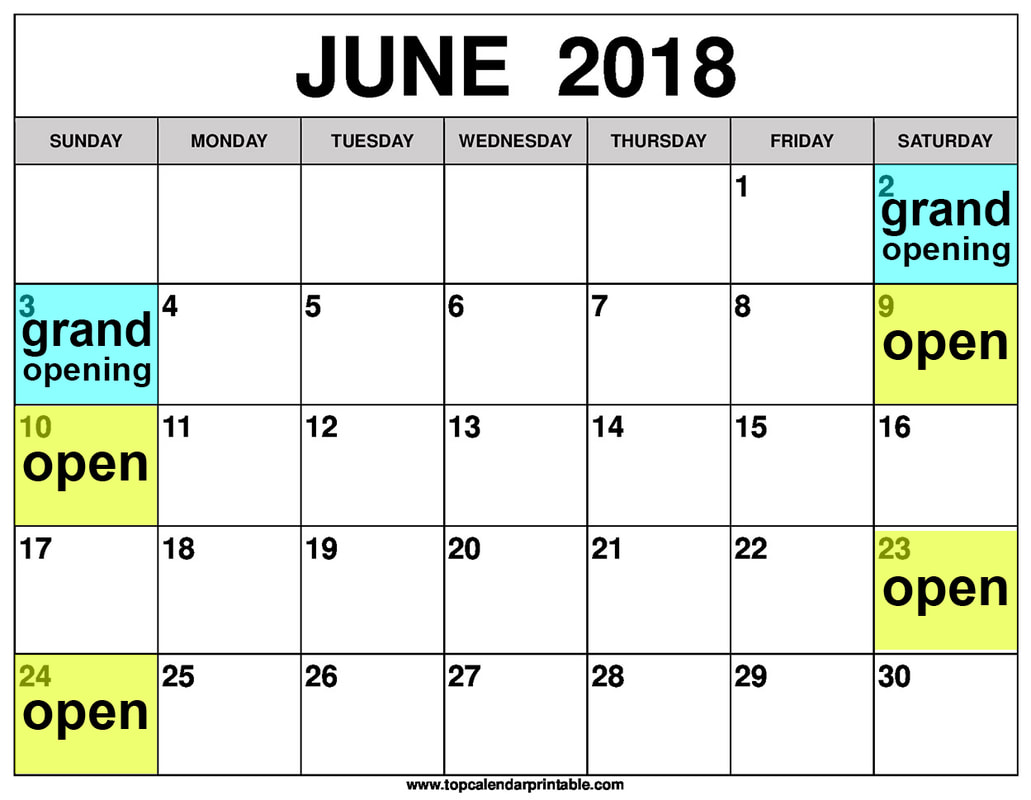 JUNE 2018
SUNDAY MONDAY TUESDAY WEDNESDAY THURSDAY FRIDAY SATURDAY
1 2
grand
opening
3 4 5 6 7 8 9
grand
opening
open
10 11 12 13 14 15 16
open
17 18 19 20 21 22 23
open
24 25 26 27 28 29 30
open
www.topcalendarprintable.com